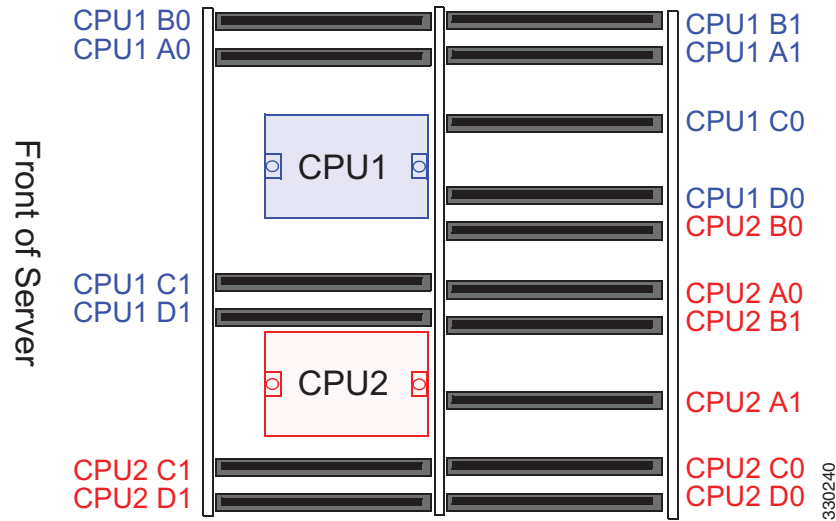 CPU1 B0
CPU1 A0
CPU1 B1
CPU1 A1
CPU1
CPU1 C0
Front of Server
CPU1 D0
CPU2 B0
CPU1 C1
CPU1 D1
CPU2 A0
CPU2 B1
CPU2
CPU2 A1
CPU2 C1
CPU2 D1
CPU2 C0
CPU2 D0
330240